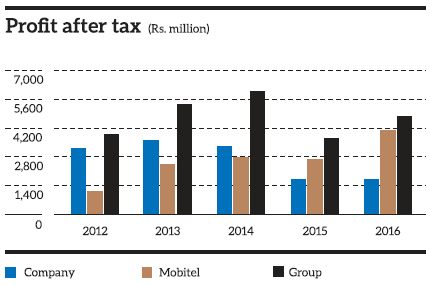 Profit after tax (Rs. million)
7,000
5,600
4,200
2,800
1,400
0
2012 2013 2014 2015 2016
Company Mobitel Group